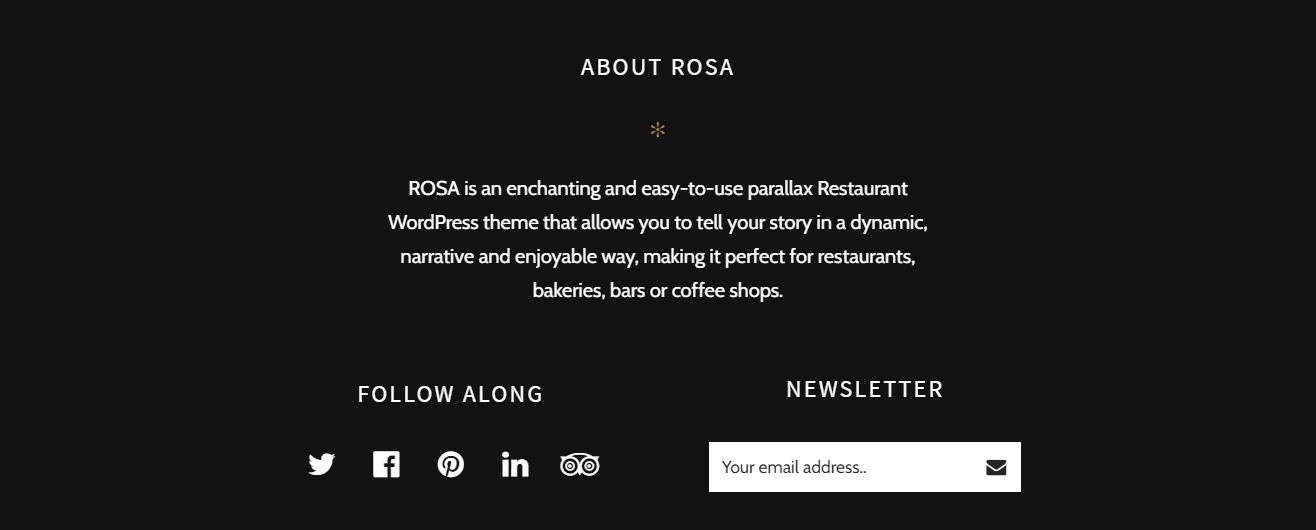 ABOUT ROSA
ROSA is an enchanting and easy-to-use parallax Restaurant
WordPress theme that allows you to tell your story in a dynamic,
narrative and enjoyable way, making it perfect for restaurants,
bakeries, bars or coffee shops.
FOLLOW ALONG
NEWSLETTER
Your email address..